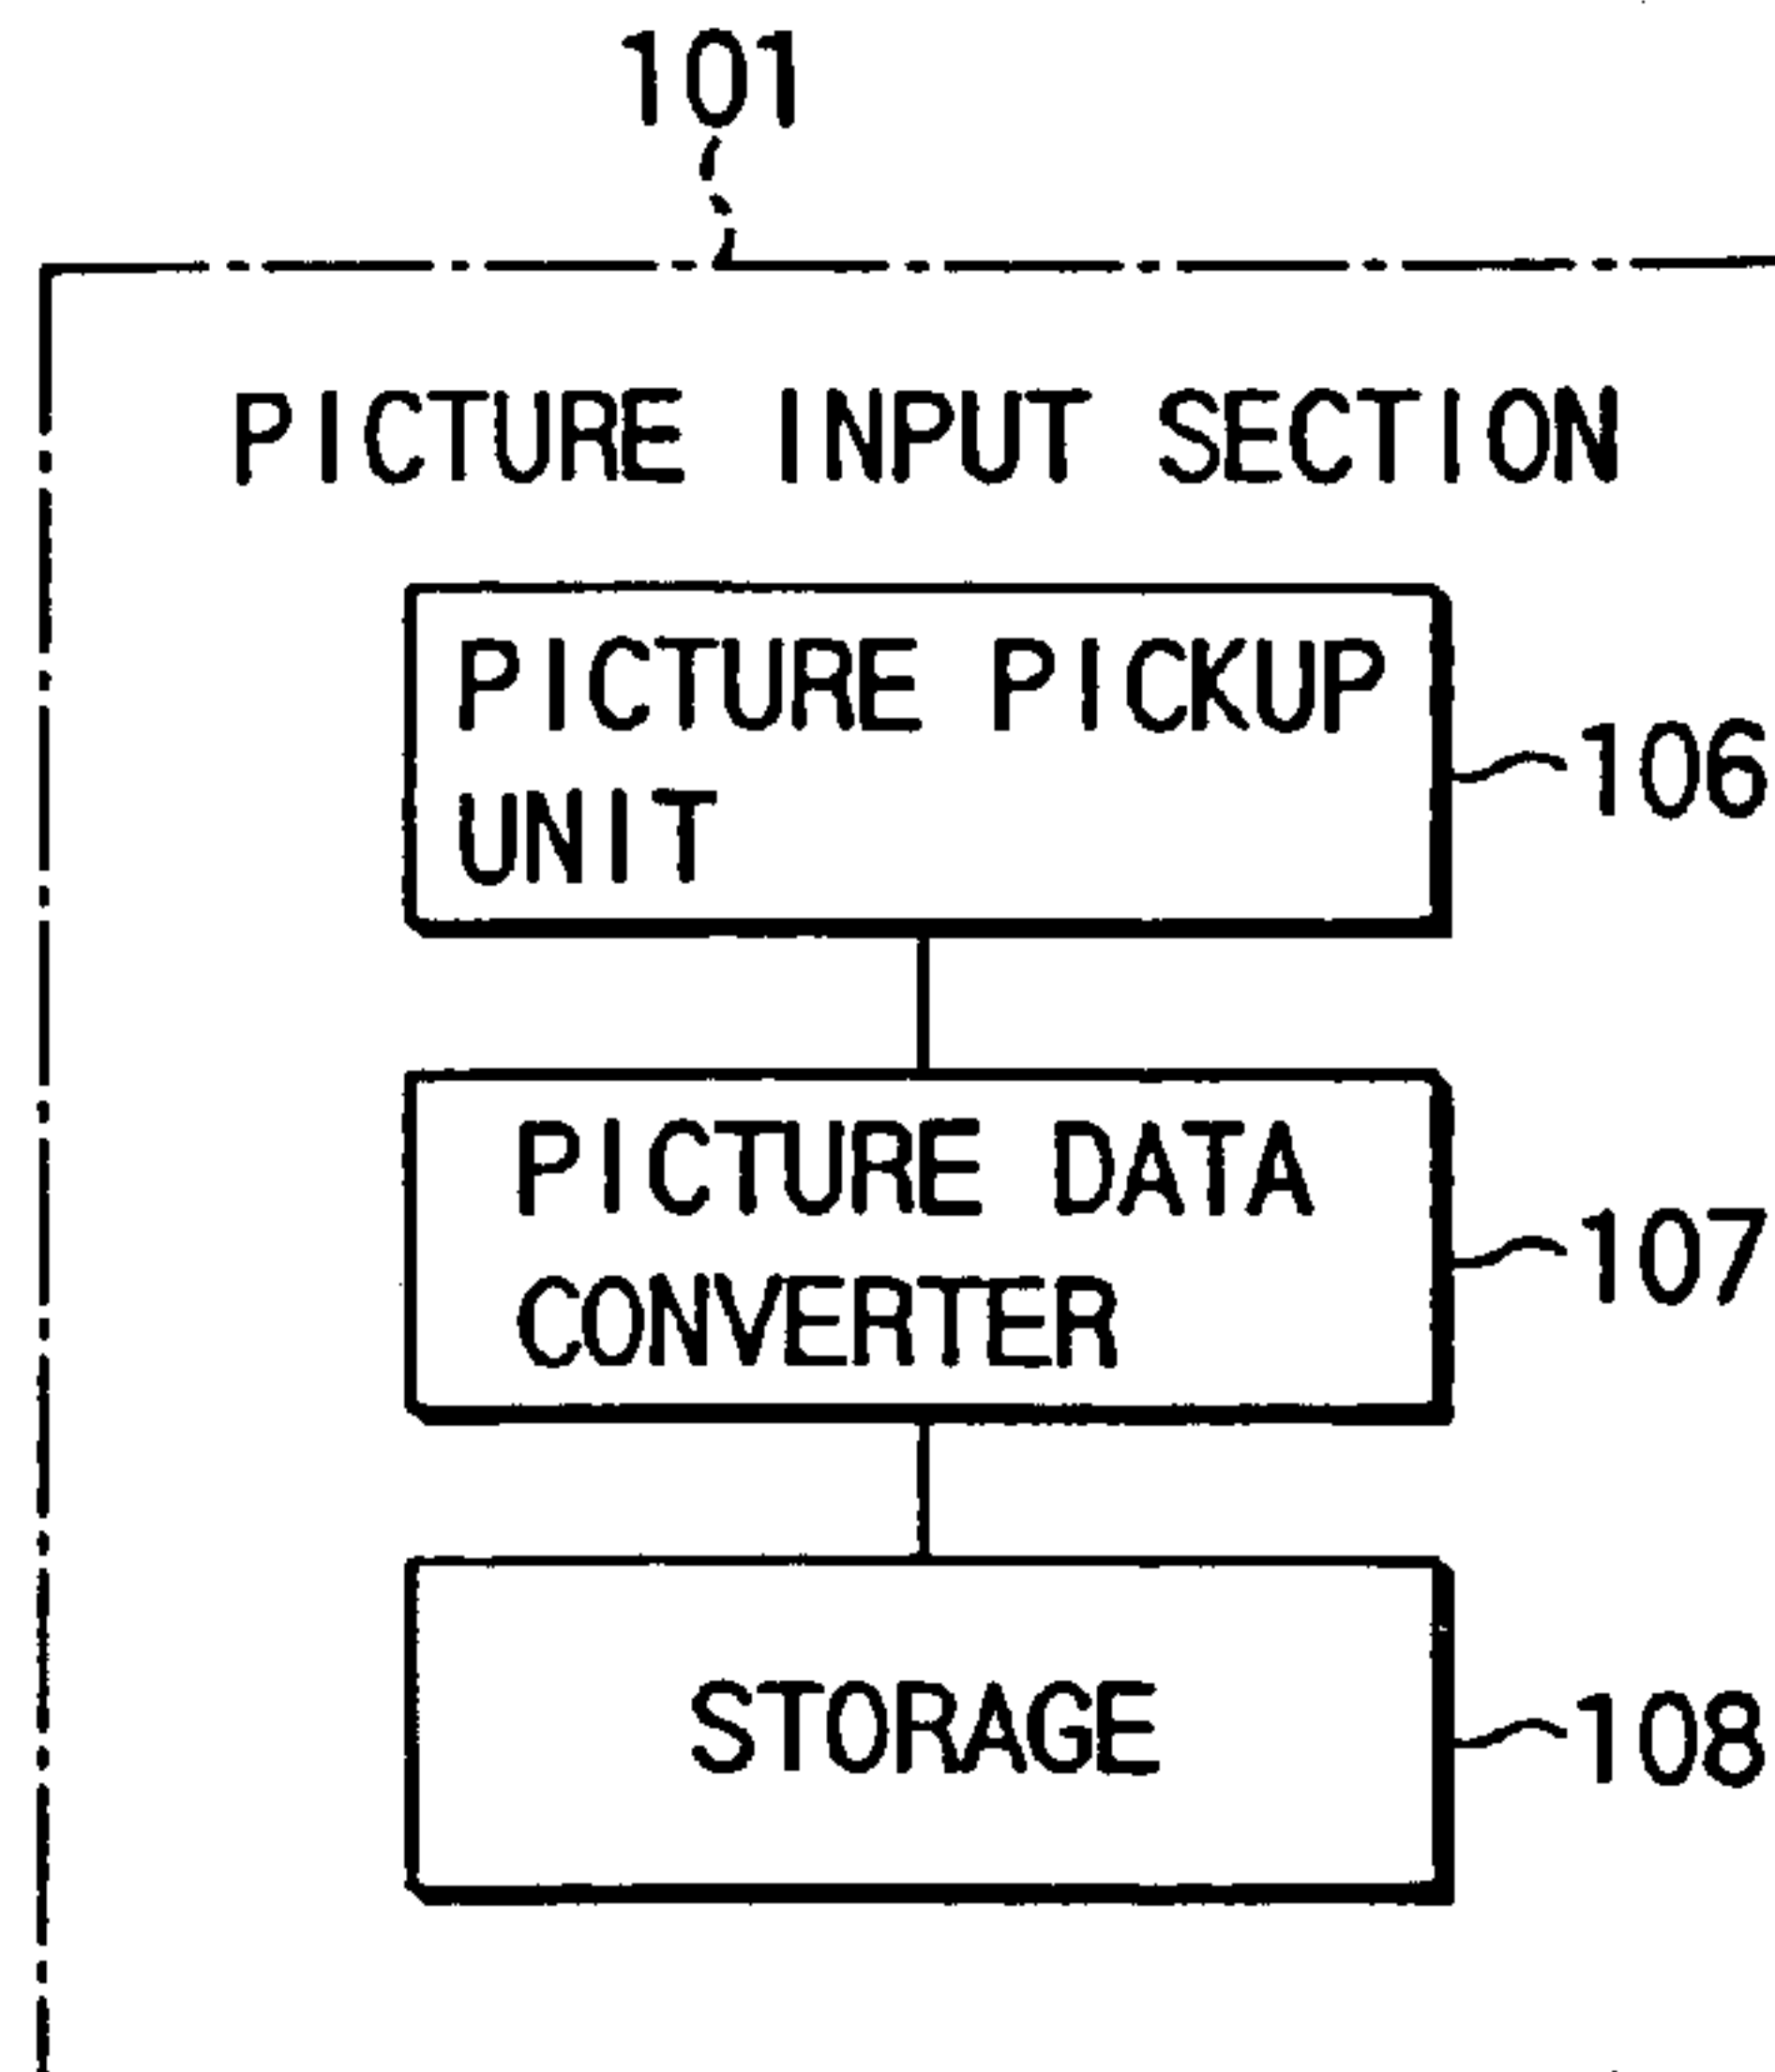 101
PICTURE INPUT SECTION
PICTURE PICKUP
UNIT
106
PICTURE DATA
CONVERTER
107
STORAGE
108